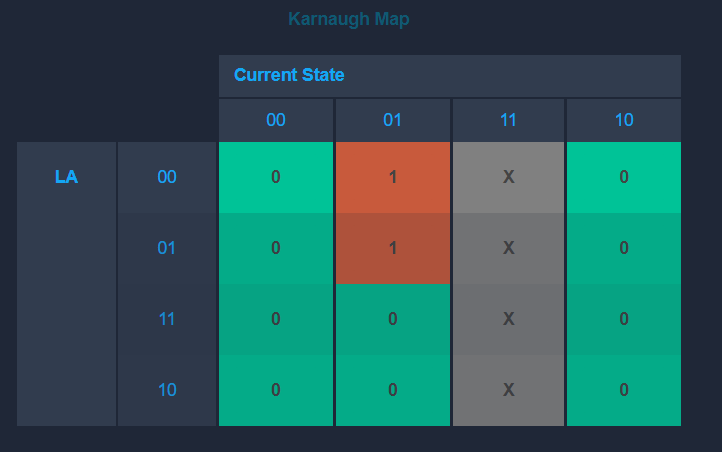 Karnaugh Map
Current State
00 01 11 10
LA 00 0 1 X 0
01 0 1 X 0
11 0 0 X 0
10 0 0 X 0